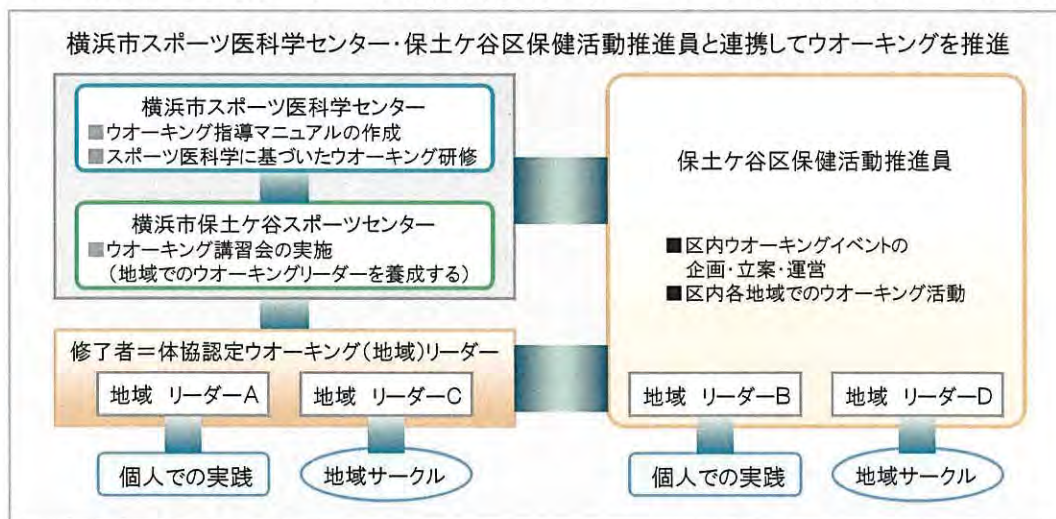 横浜市スポーツ医科学センター・保土ケ谷区保健活動推進員と連携してウオーキングを推進
横浜市スポーツ医科学センター
■ウオーキング指導マニュアルの作成
■スポーツ医科学に基づいたウオーキング研修
横浜市保土ケ谷スポーツセンター
■ウオーキング講習会の実施
(地域でのウオーキングリーダーを養成する)
修了者=体協認定ウオーキング(地域)リーダー
地域 リーダーA
地域 リーダーC
個人での実践
地域サークル
保土ケ谷区保健活動推進員
■区内ウオーキングイベントの
企画・立案・運営
■区内各地域でのウオーキング活動
地域 リーダーB
地域 リーダーD
個人での実践
地域サークル